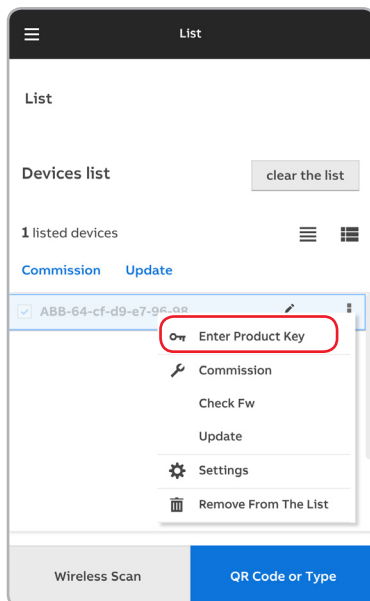 List
List
Devices list
clear the list
1 listed devices
Commission Update
ABB-64-cf-d9-e7-96-98
Enter Product Key
Commission
Check Fw
Update
Settings
Remove From The List
Wireless Scan
QR Code or Type